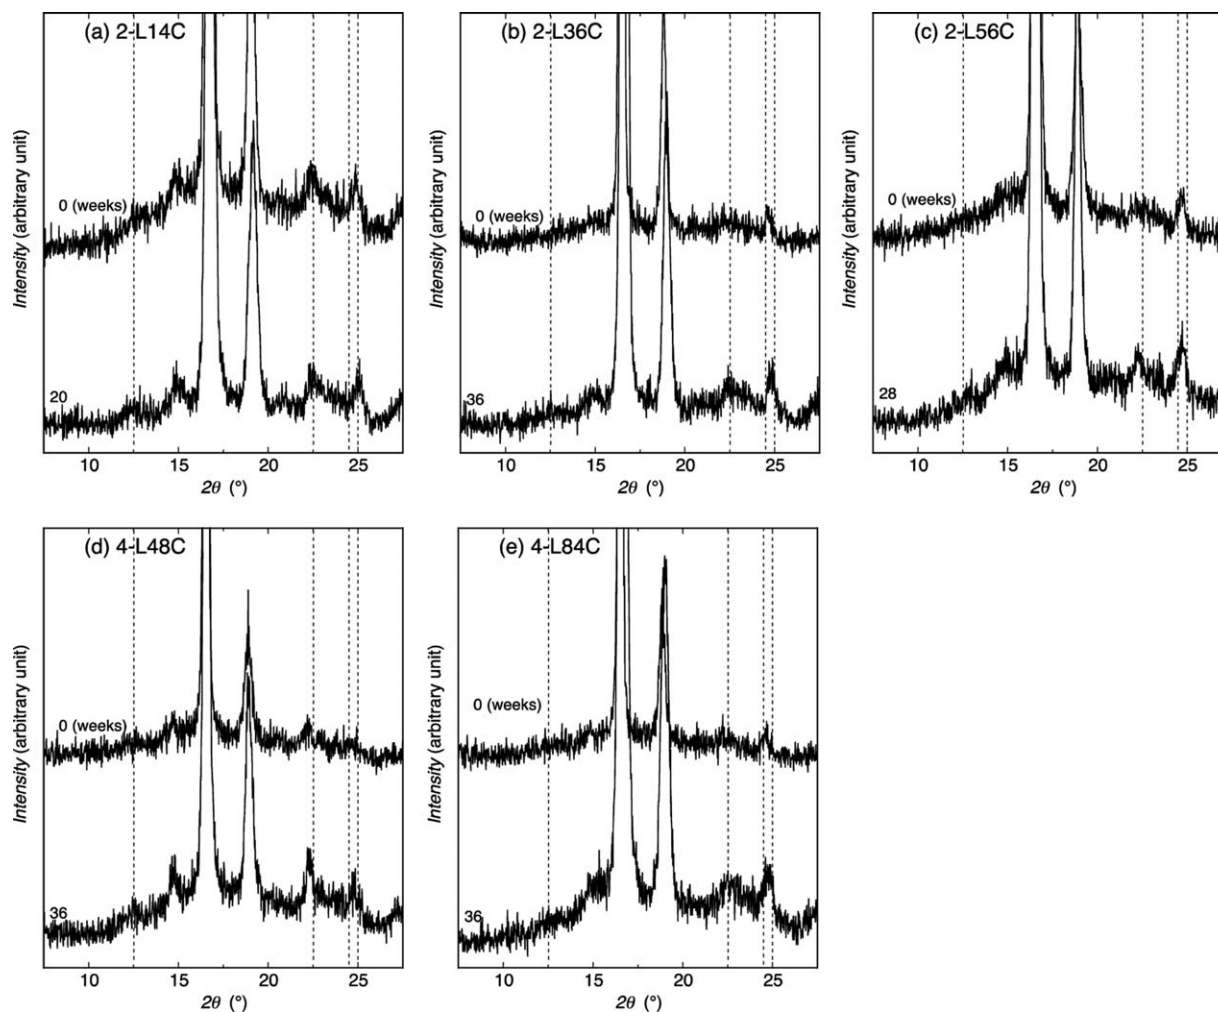 (a) 2-L14C
(b) 2-L36C
(c) 2-L56C
Intensity (arbitrary unit)
Intensity (arbitrary unit)
Intensity (arbitrary unit)
0 (weeks)
0 (weeks)
0 (weeks)
20
36
28
10 15 20 25
10 15 20 25
10 15 20 25
2θ (°)
2θ (°)
2θ (°)
(d) 4-L48C
(e) 4-L84C
Intensity (arbitrary unit)
Intensity (arbitrary unit)
0 (weeks)
0 (weeks)
36
36
10 15 20 25
10 15 20 25
2θ (°)
2θ (°)